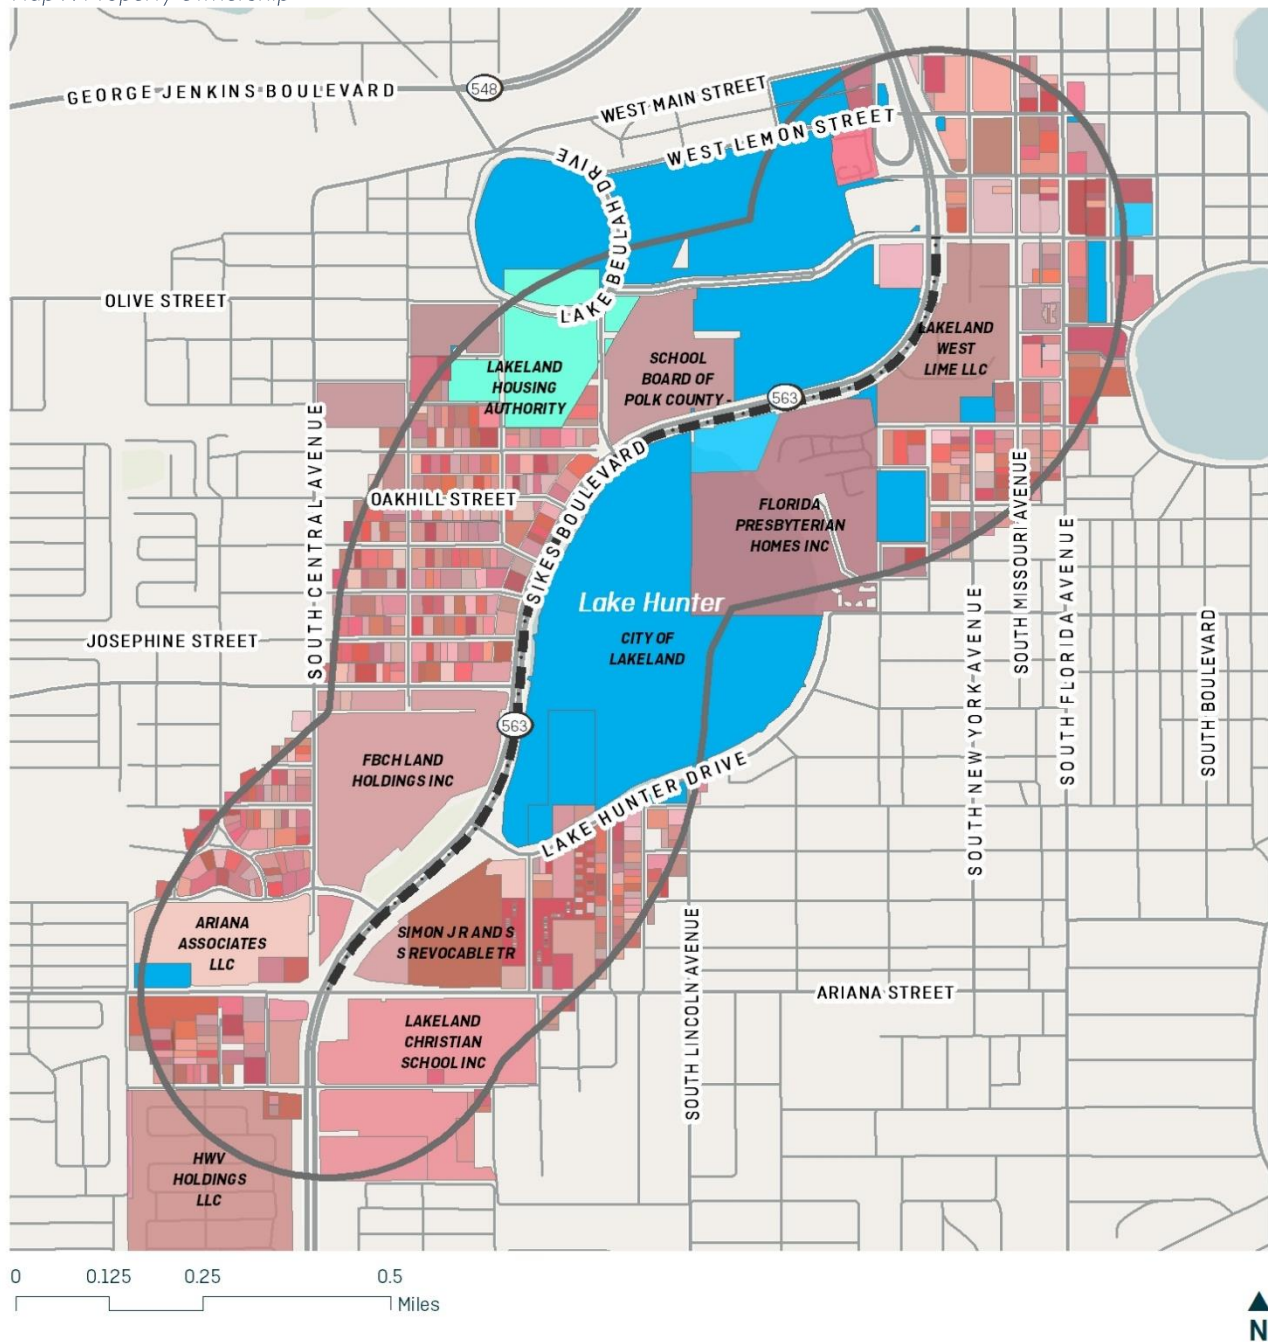 Property Ownership
548
GEORGE JENKINS BOULEVARD
WEST MAIN STREET
WEST LEMON STREET
LAKE BEULAH DRIVE
OLIVE STREET
LAKELAND
WEST
LIME LLC
LAKELAND
HOUSING
AUTHORITY
SCHOOL
BOARD OF
POLK COUNTY -
563
SOUTH CENTRAL AVENUE
OAKHILL STREET
SIKES BOULEVARD
FLORIDA
PRESBYTERIAN
HOMES INC
SOUTH MISSOURI AVENUE
SOUTH FLORIDA AVENUE
SOUTH NEW YORK AVENUE
SOUTH BOULEVARD
Lake Hunter
CITY OF
LAKELAND
JOSEPHINE STREET
563
FBCH LAND
HOLDINGS INC
LAKE HUNTER DRIVE
ARIANA
ASSOCIATES
LLC
SIMON J R AND S
S REVOCABLE TR
SOUTH LINCOLN AVENUE
ARIANA STREET
LAKELAND
CHRISTIAN
SCHOOL INC
HWV
HOLDINGS
LLC
0 0.125 0.25 0.5
Miles
N